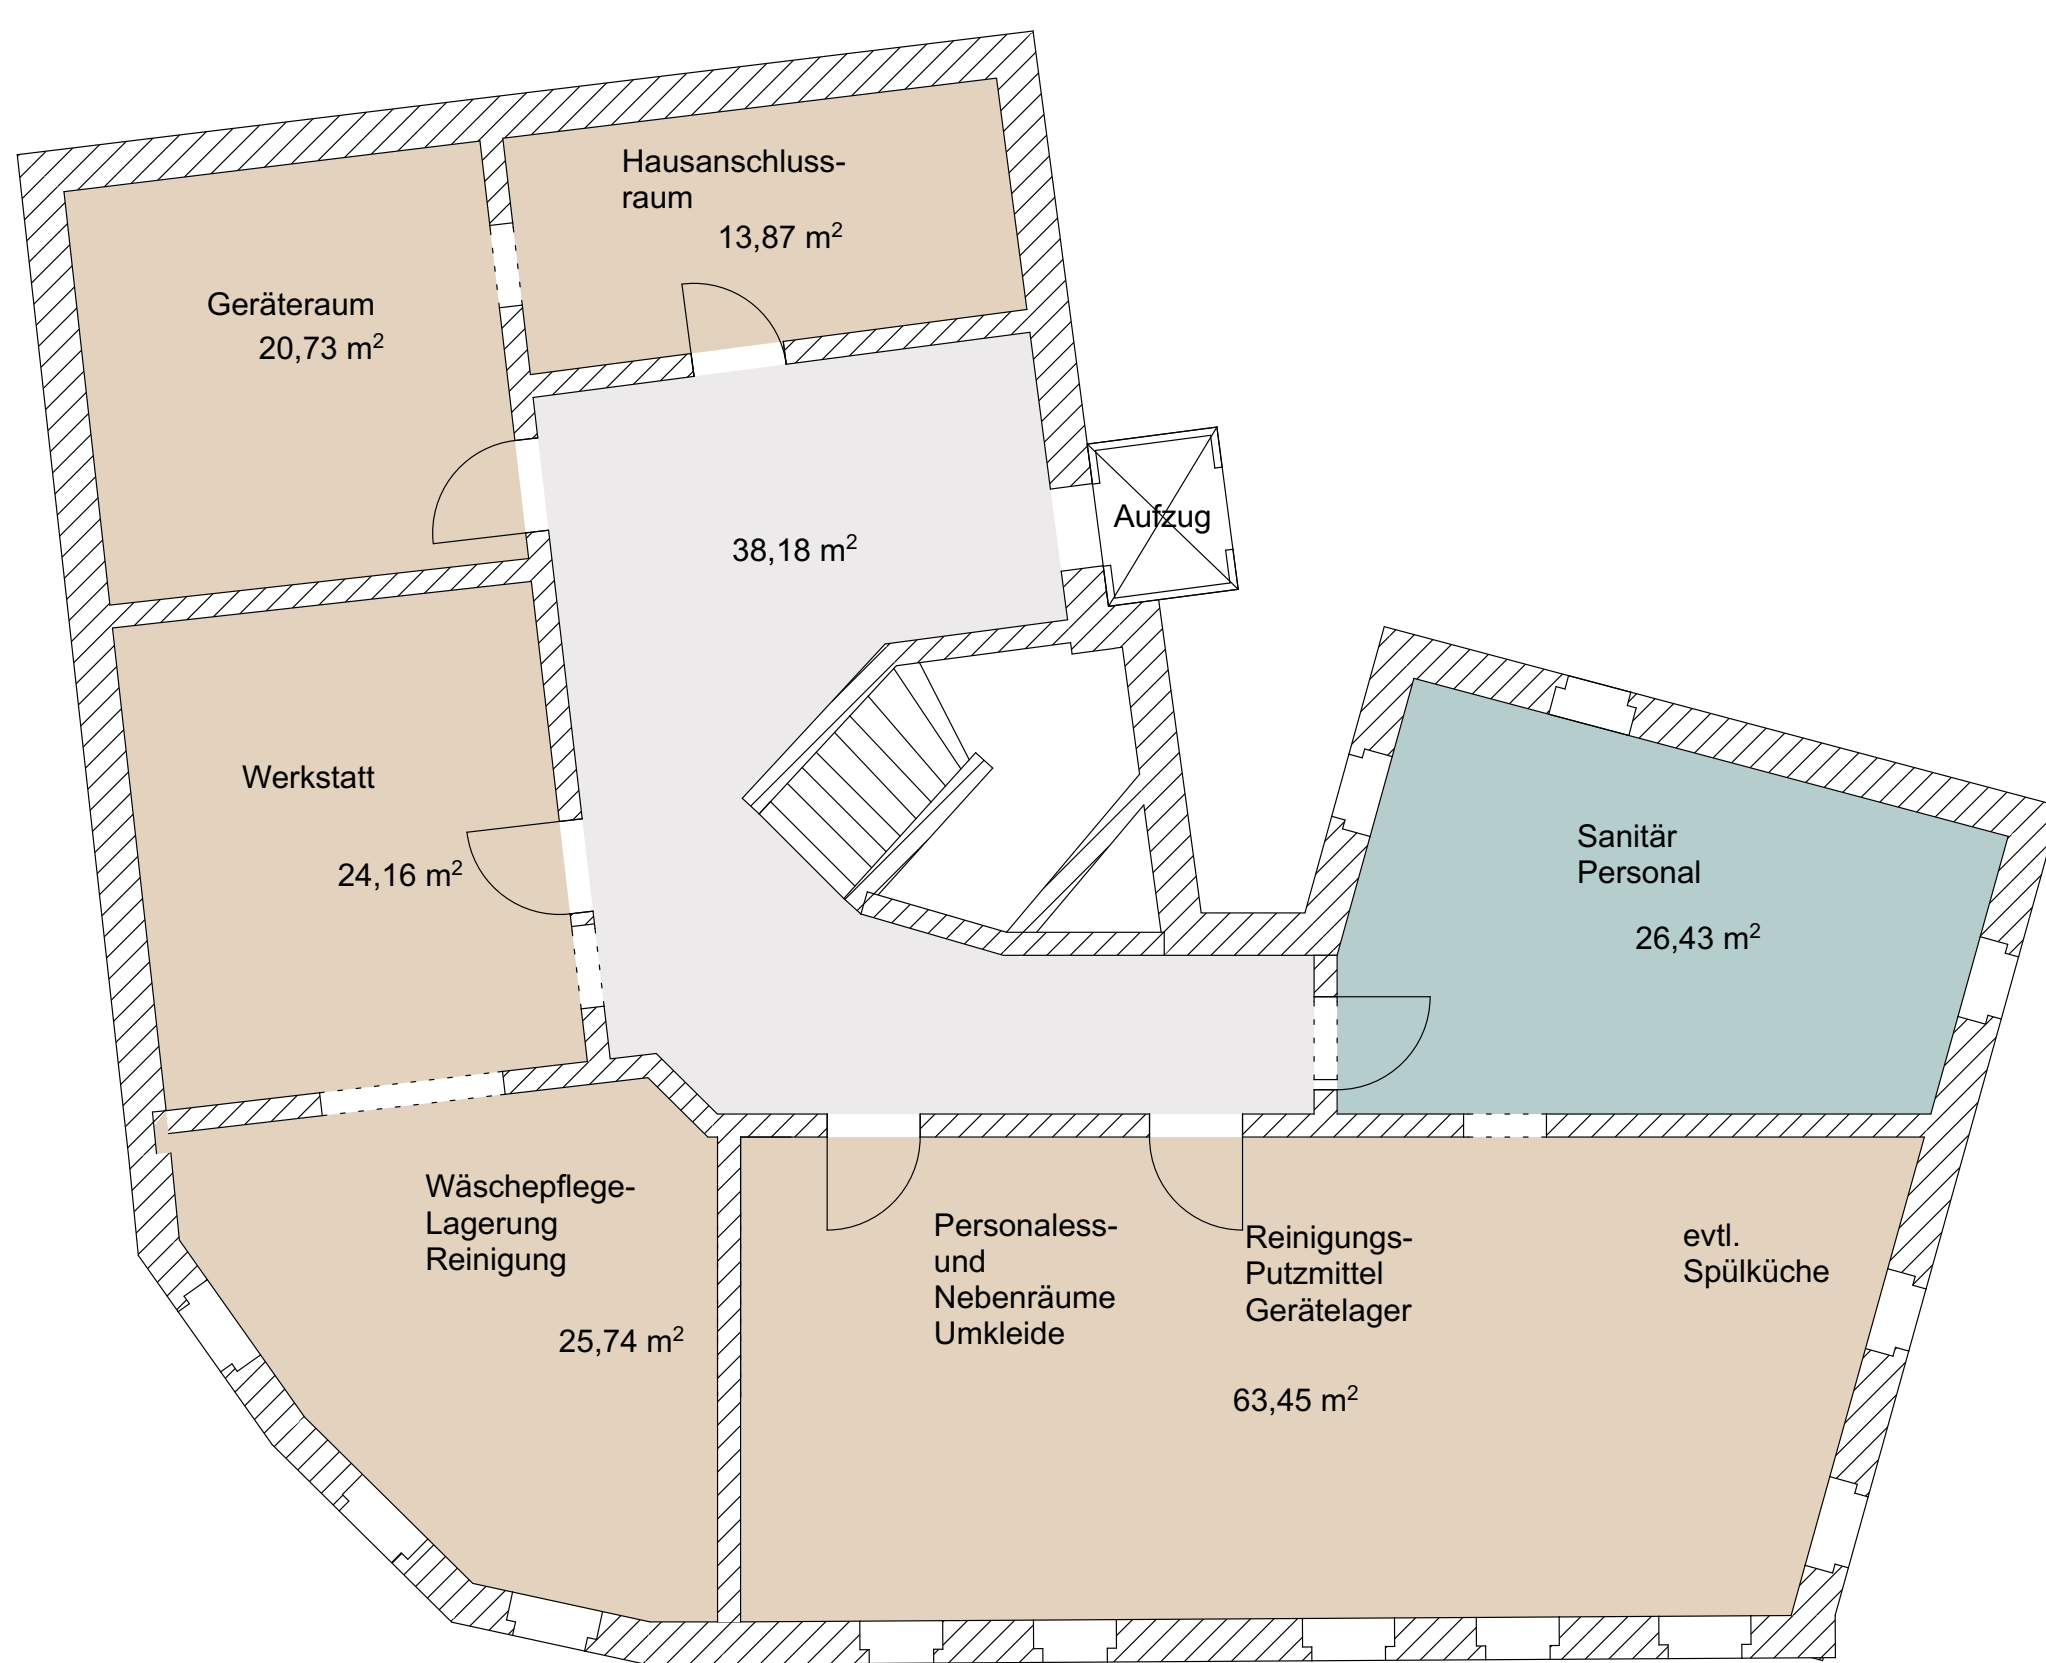 Hausanschluss-
raum
13,87 m²
Geräteraum
20,73 m²
Aufzug
38,18 m²
Werkstatt
24,16 m²
Sanitär
Personal
26,43 m²
Wäschepflege-
Lagerung
Reinigung
25,74 m²
Personaless-
und
Nebenräume
Umkleide
Reinigungs-
Putzmittel
Gerätelager
63,45 m²
evtl.
Spülküche